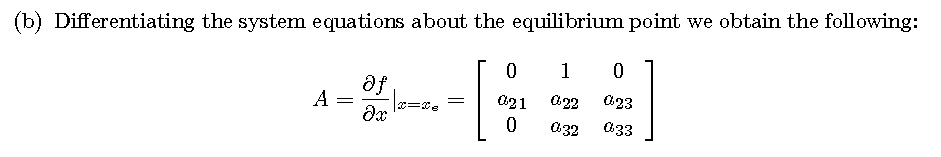 (b) Differentiating the system equations about the equilibrium point we obtain the following:
A = ∂f/∂x |x=xₑ = [ 0 1 0
a₂₁ a₂₂ a₂₃
0 a₃₂ a₃₃ ]